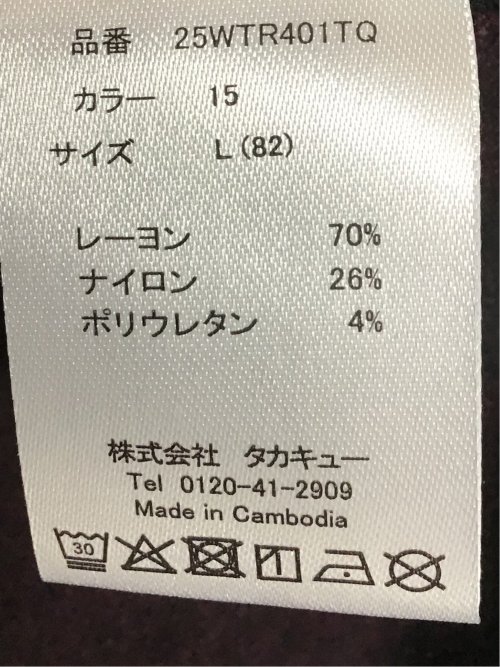 品番 25WTR401TQ
カラー 15
サイズ L(82)
レーヨン 70%
ナイロン 26%
ポリウレタン 4%
株式会社 タカキュー
Tel 0120-41-2909
Made in Cambodia
30